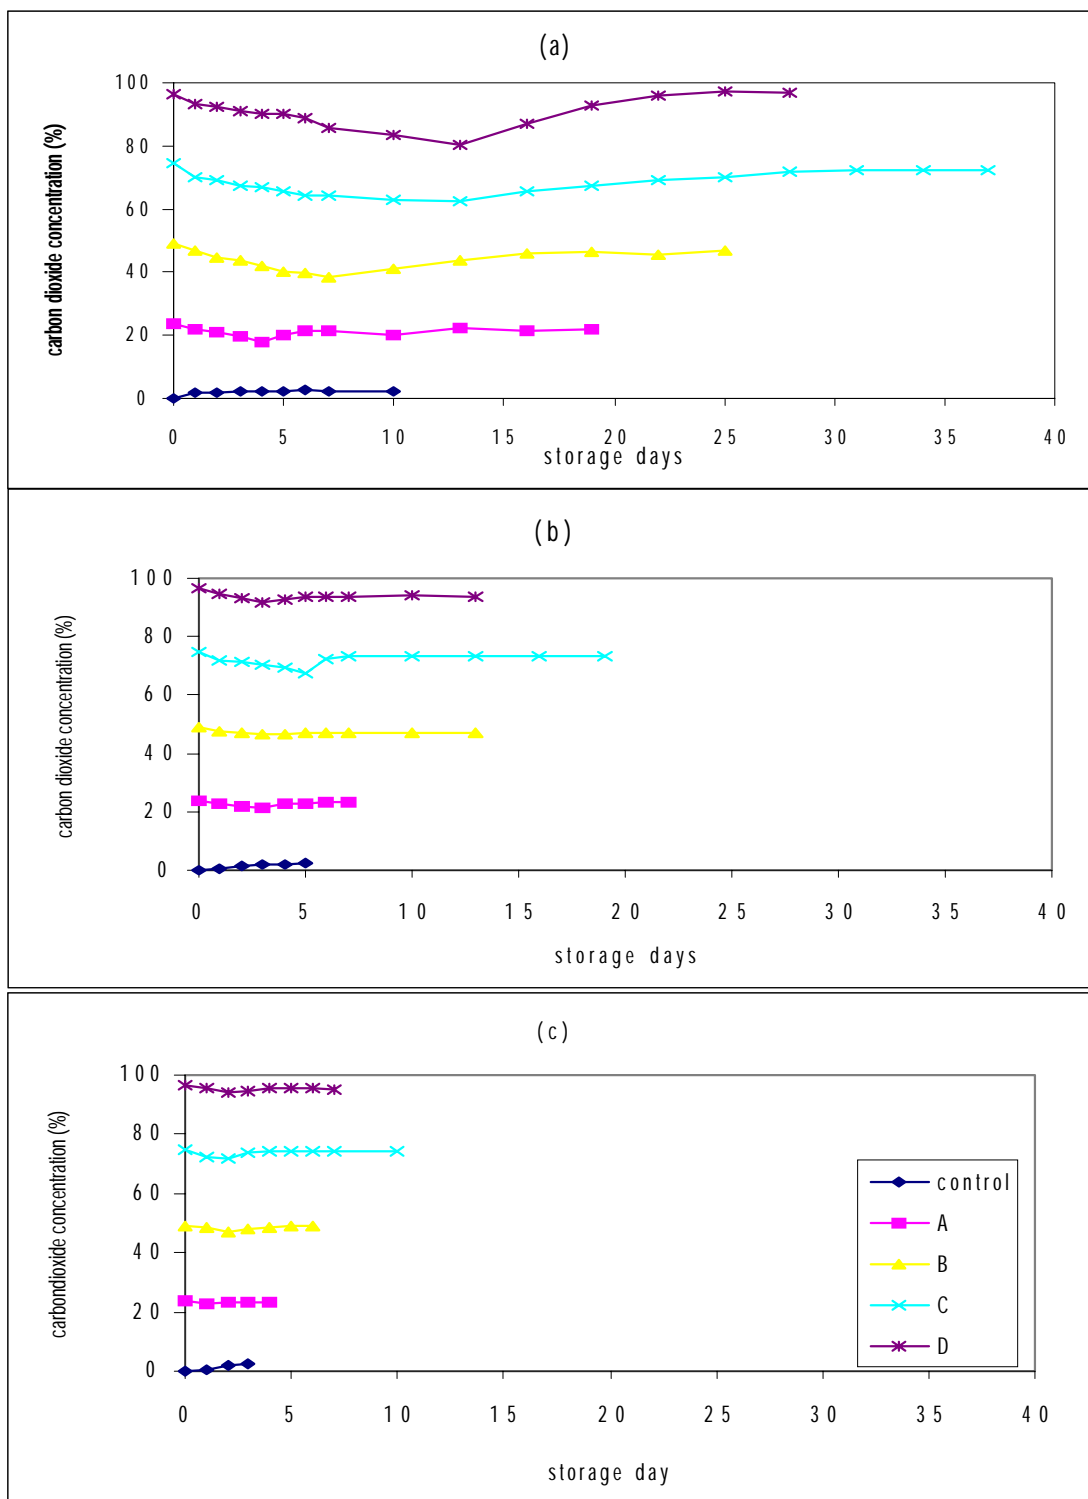 (a)
carbon dioxide concentration (%)
100
80
60
40
20
0
0 5 10 15 20 25 30 35 40
storage days
(b)
carbon dioxide concentration (%)
100
80
60
40
20
0
0 5 10 15 20 25 30 35 40
storage days
(c)
carbondioxide concentration (%)
100
80
60
40
20
0
0 5 10 15 20 25 30 35 40
storage day
control
A
B
C
D